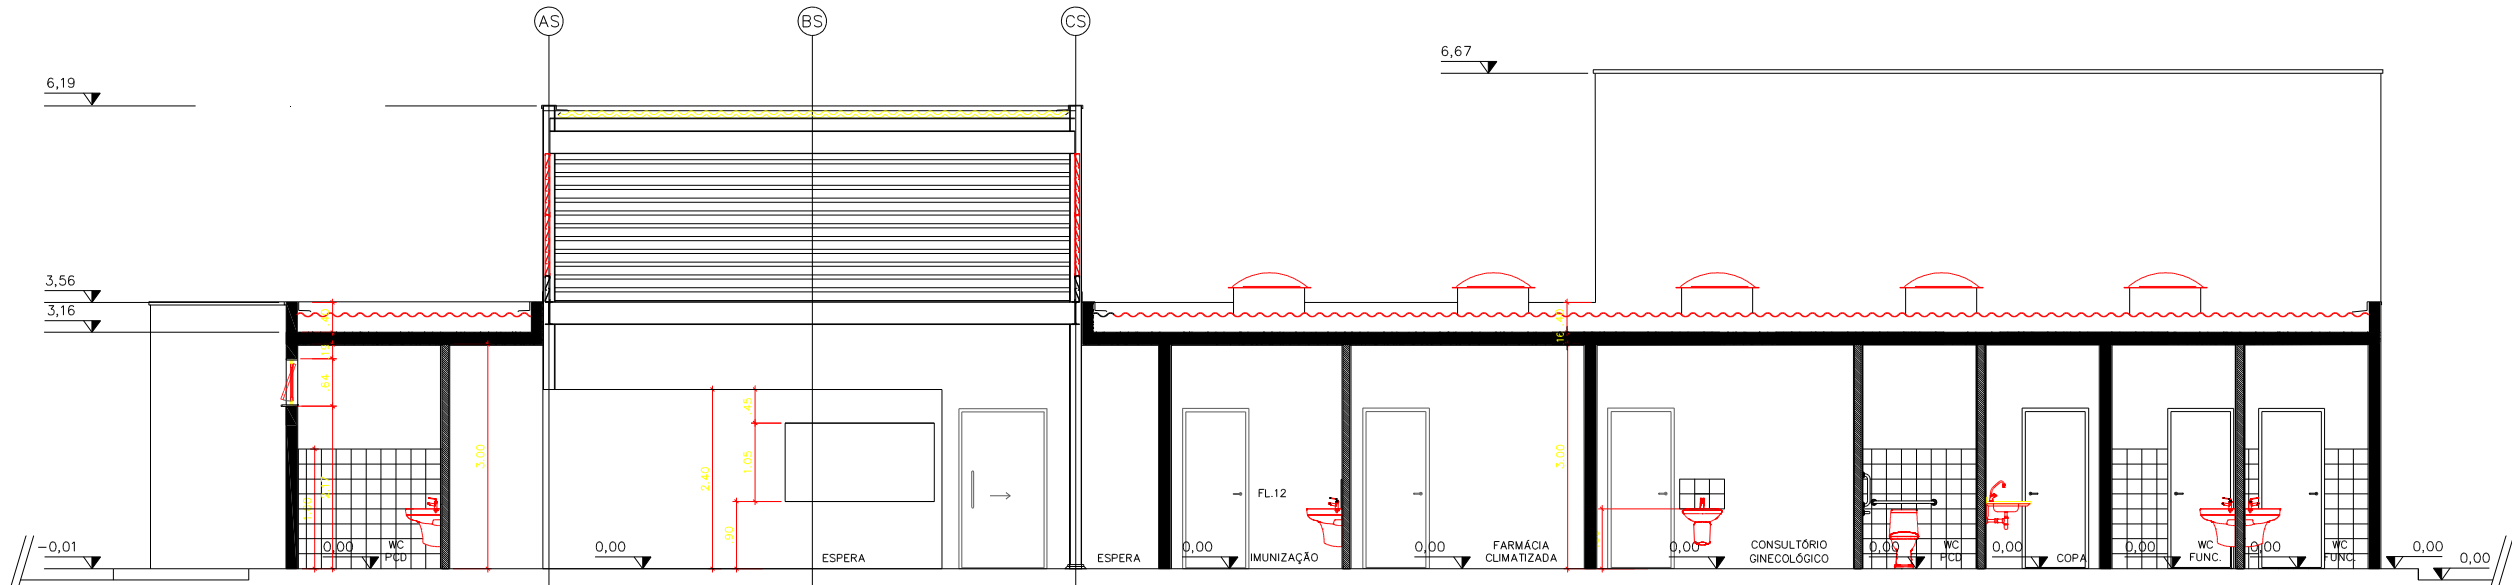 AS
BS
CS
6,67
6,19
3,56
3,16
-0,01
3.00
2.40
.45
1.05
.90
3.00
.64
0,00
WC
PCD
0,00
ESPERA
ESPERA
0,00
FL.12
IMUNIZAÇÃO
0,00
FARMÁCIA
CLIMATIZADA
0,00
CONSULTÓRIO
GINECOLÓGICO
0,00
WC
PCD
0,00
COPA
0,00
WC
FUNC.
0,00
WC
FUNC.
0,00
0,00